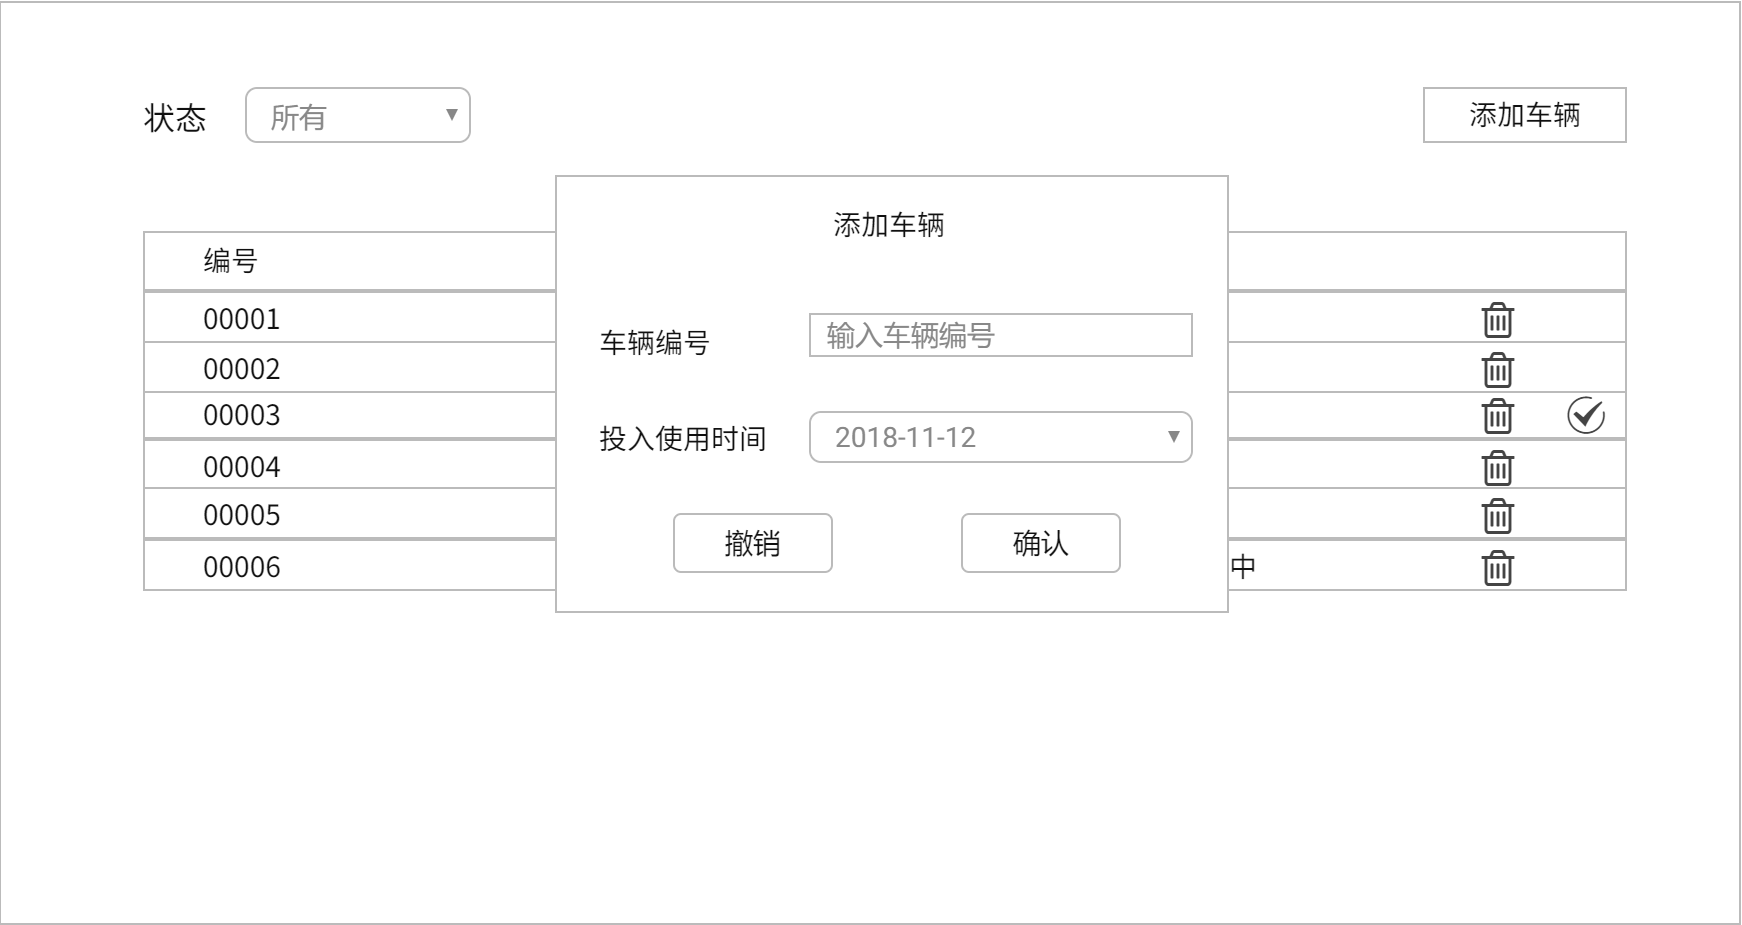 状态
所有
添加车辆
添加车辆
编号
00001
车辆编号
输入车辆编号
00002
00003
投入使用时间
2018-11-12
00004
00005
撤销
确认
00006
中